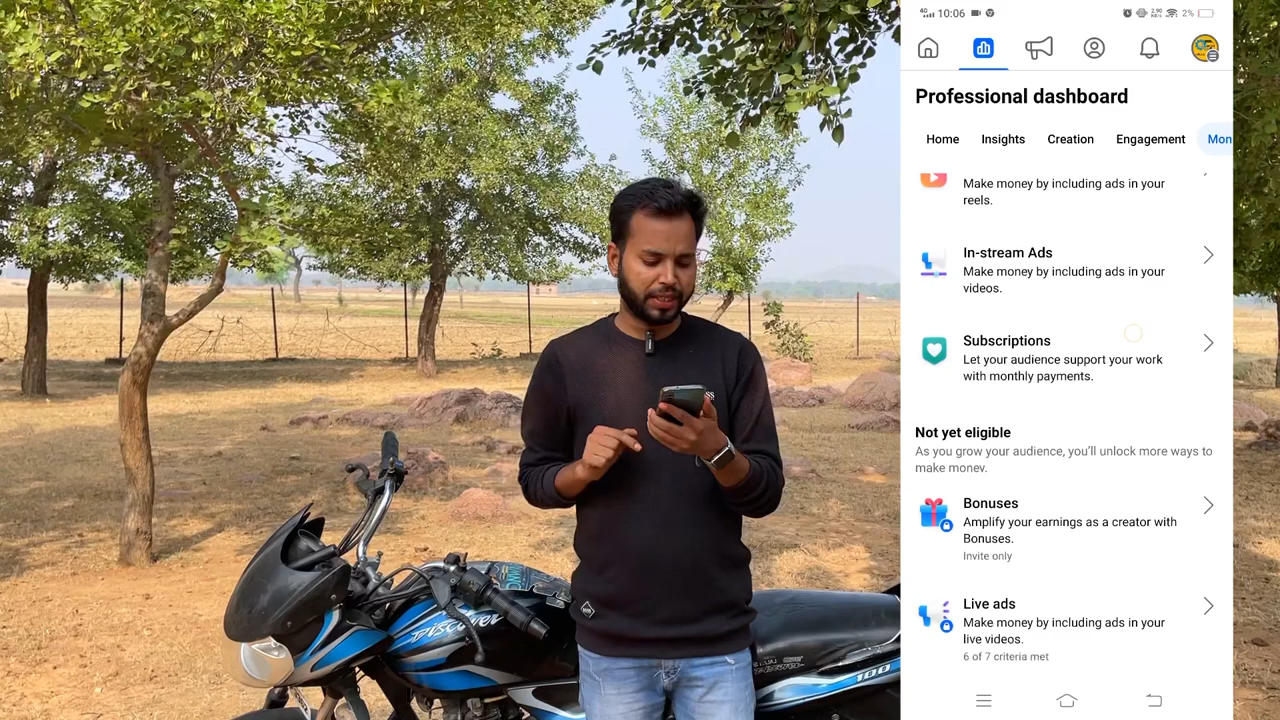 4G 10:06 2.90 KB/s 2%
Professional dashboard
Home Insights Creation Engagement Mon
Make money by including ads in your
reels.
In-stream Ads
Make money by including ads in your
videos.
Subscriptions
Let your audience support your work
with monthly payments.
Not yet eligible
As you grow your audience, you'll unlock more ways to
make money.
Bonuses
Amplify your earnings as a creator with
Bonuses.
Invite only
Live ads
Make money by including ads in your
live videos.
6 of 7 criteria met
Discover
100